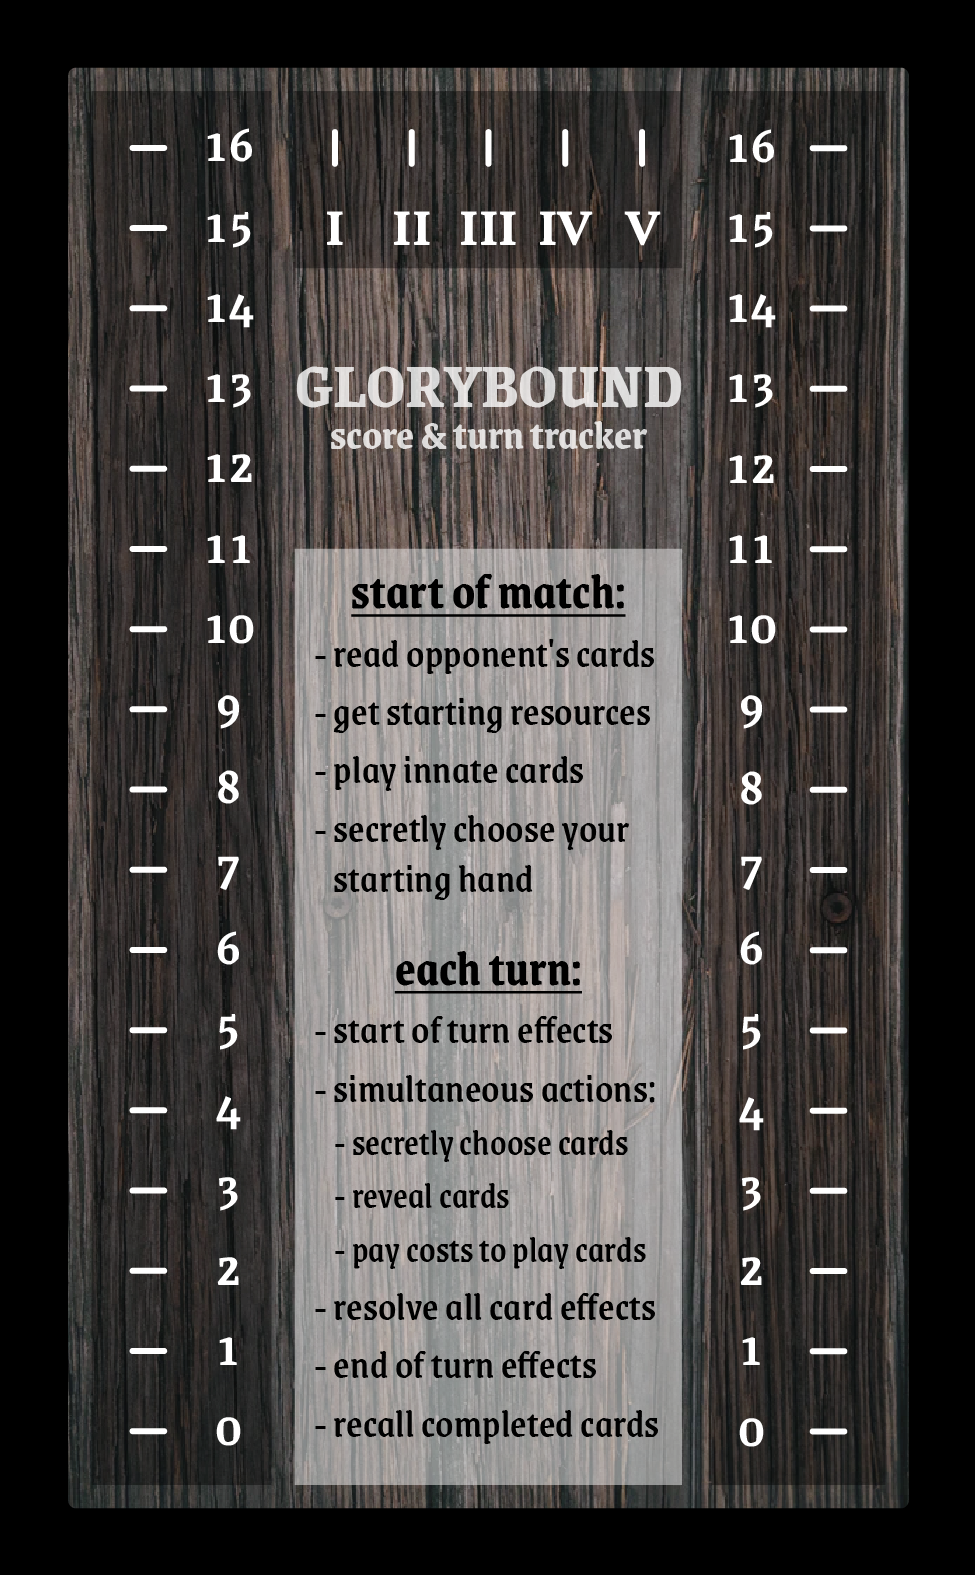 16
15
14
13
12
11
10
9
8
7
6
5
4
3
2
1
0
I II III IV V
GLORYBOUND
score & turn tracker
start of match:
- read opponent's cards
- get starting resources
- play innate cards
- secretly choose your
starting hand
each turn:
- start of turn effects
- simultaneous actions:
- secretly choose cards
- reveal cards
- pay costs to play cards
- resolve all card effects
- end of turn effects
- recall completed cards
16
15
14
13
12
11
10
9
8
7
6
5
4
3
2
1
0